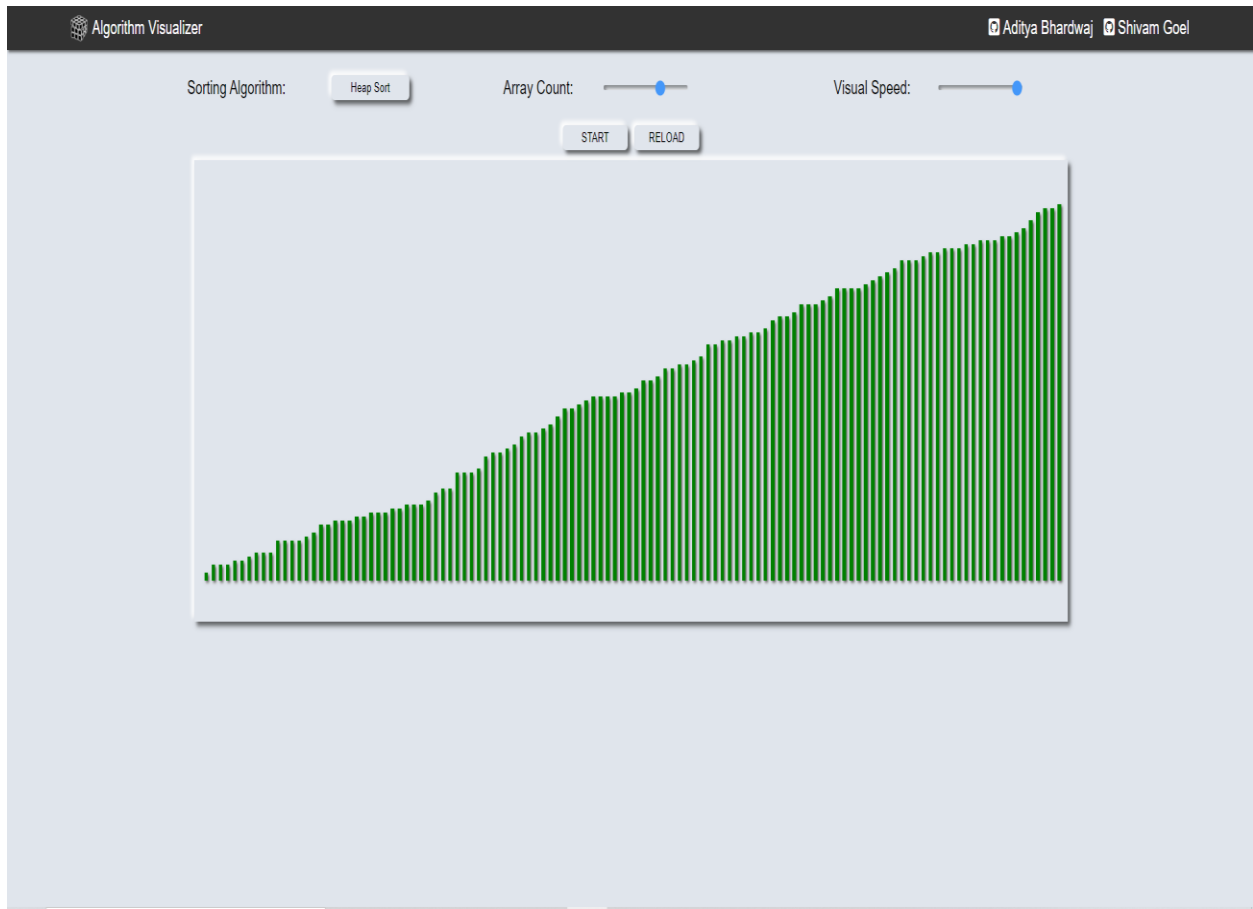 Algorithm Visualizer Aditya Bhardwaj Shivam Goel
Sorting Algorithm: Heap Sort Array Count: Visual Speed:
START RELOAD